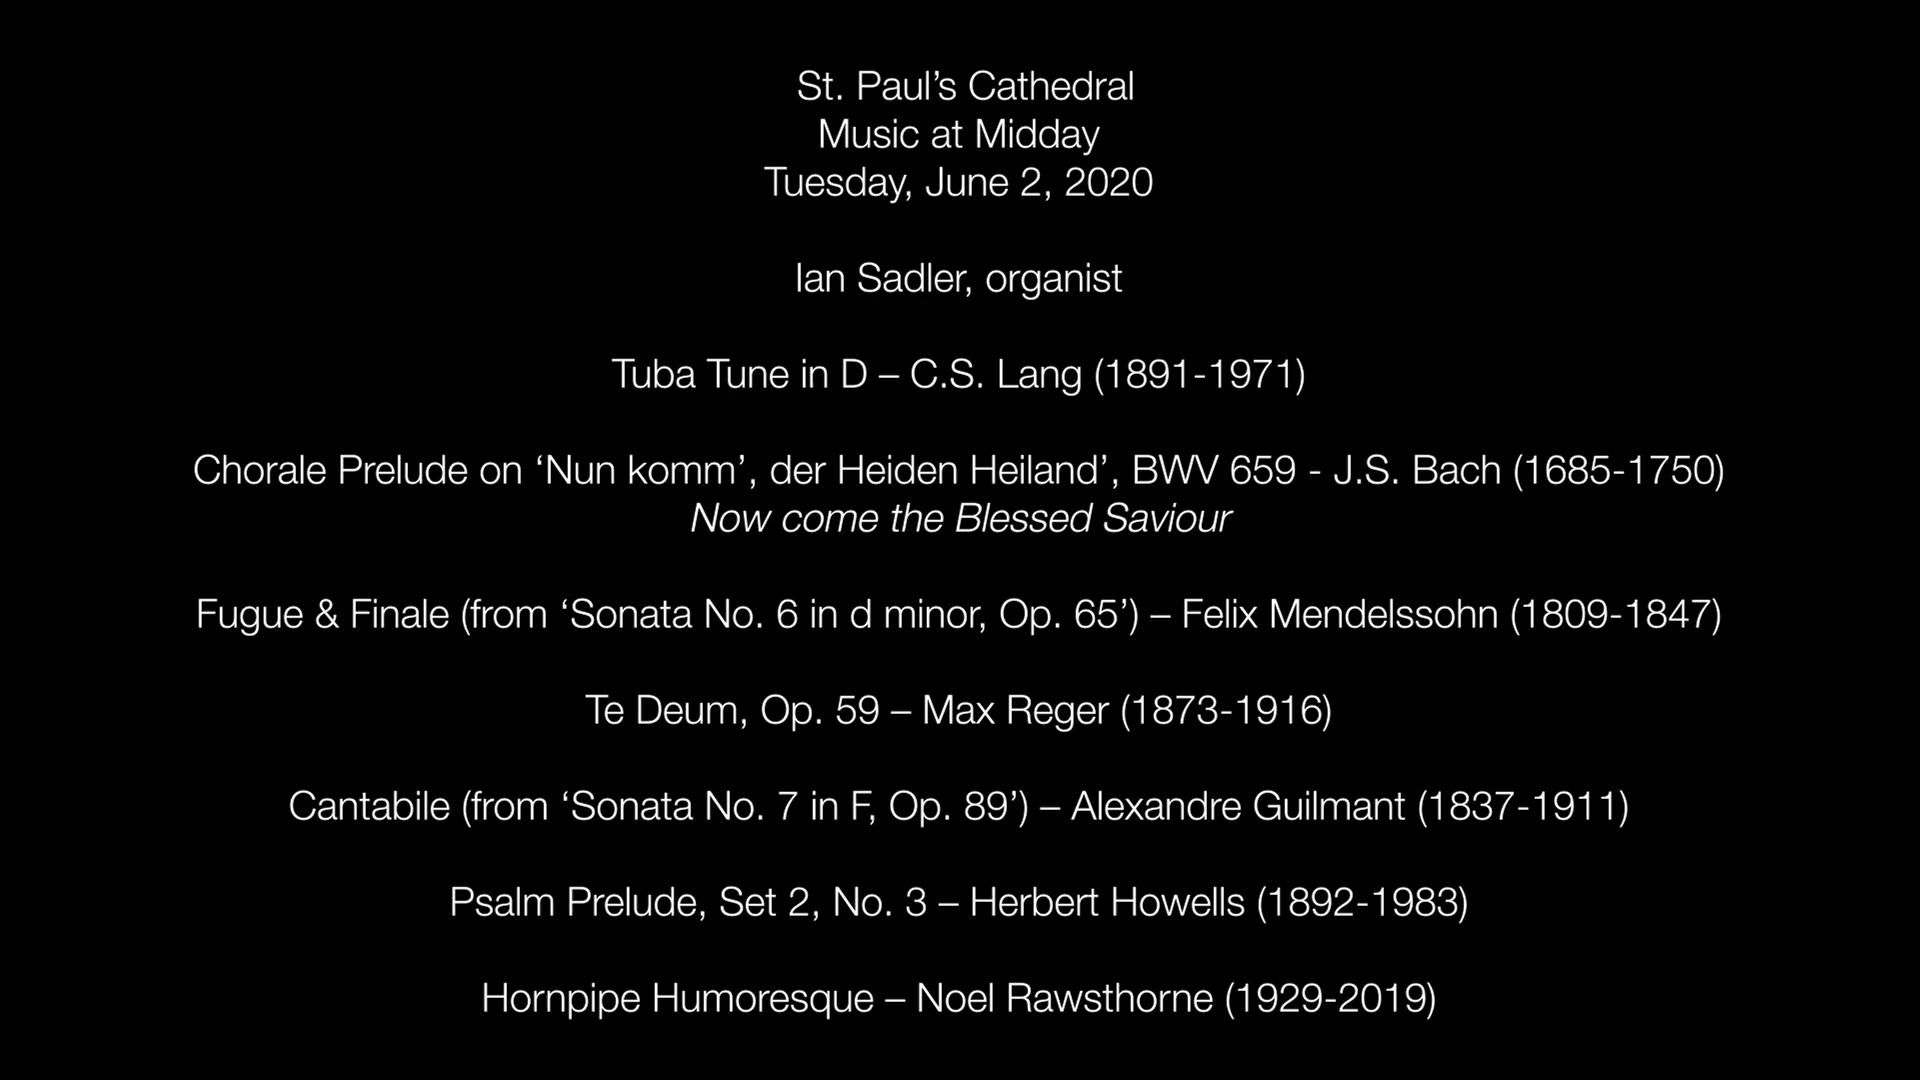 St. Paul’s Cathedral
Music at Midday
Tuesday, June 2, 2020
Ian Sadler, organist
Tuba Tune in D – C.S. Lang (1891-1971)
Chorale Prelude on ‘Nun komm’, der Heiden Heiland’, BWV 659 - J.S. Bach (1685-1750)
Now come the Blessed Saviour
Fugue & Finale (from ‘Sonata No. 6 in d minor, Op. 65’) – Felix Mendelssohn (1809-1847)
Te Deum, Op. 59 – Max Reger (1873-1916)
Cantabile (from ‘Sonata No. 7 in F, Op. 89’) – Alexandre Guilmant (1837-1911)
Psalm Prelude, Set 2, No. 3 – Herbert Howells (1892-1983)
Hornpipe Humoresque – Noel Rawsthorne (1929-2019)